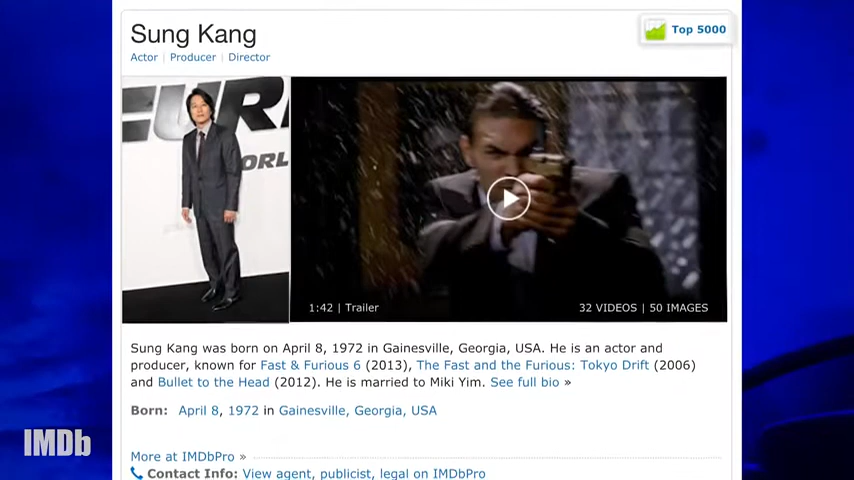 Sung Kang
Top 5000
Actor | Producer | Director
FURI
WORL
1:42 | Trailer
32 VIDEOS | 50 IMAGES
Sung Kang was born on April 8, 1972 in Gainesville, Georgia, USA. He is an actor and
producer, known for Fast & Furious 6 (2013), The Fast and the Furious: Tokyo Drift (2006)
and Bullet to the Head (2012). He is married to Miki Yim. See full bio »
Born: April 8, 1972 in Gainesville, Georgia, USA
IMDb
More at IMDbPro »
Contact Info: View agent, publicist, legal on IMDbPro